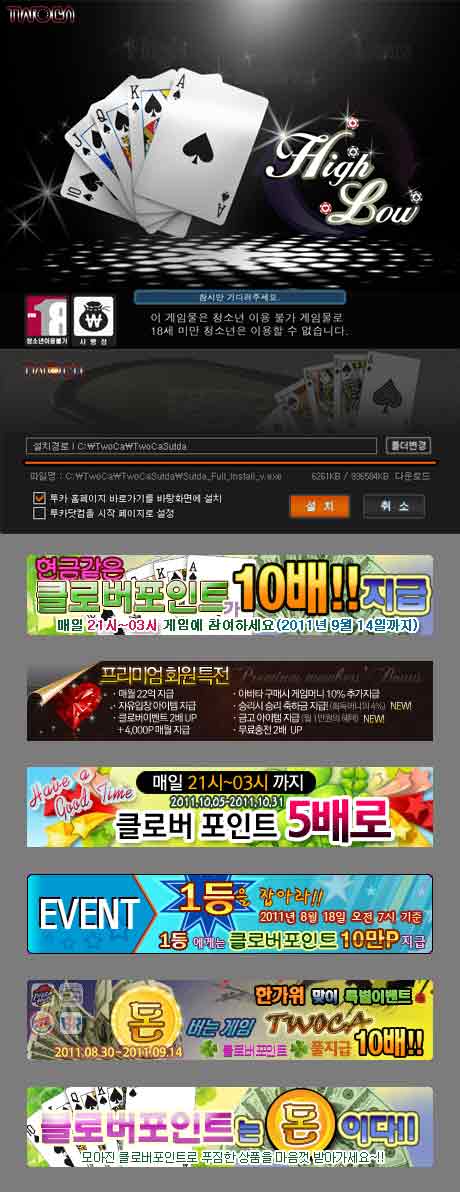 TWOCA
10 J Q K A
High
Low
A
잠시만 기다려주세요.
-18
청소년이용불가
사행성
이 게임물은 청소년 이용 불가 게임물로
18세 미만 청소년은 이용할 수 없습니다.
TWOCA
설치경로 | C:₩TwoCa₩TwoCaSutda
폴더변경
파일명 : C:₩TwoCa₩TwoCaSutda₩Sutda_Full_Install_v.exe
6261KB / 936584KB 다운로드
투카 홈페이지 바로가기를 바탕화면에 설치
투카닷컴을 시작 페이지로 설정
설 치
취 소
현금같은
클로버포인트가 10배!! 지급
매일 21시~03시 게임에 참여하세요(2011년 9월 14일까지)
프리미엄 회원 특전 Premium members' Bonus
· 매월 22억 지급
· 자유입장 아이템 지급
· 클로버이벤트 2배 UP
+4,000P 매월 지급
· 아바타 구매시 게임머니 10% 추가지급
· 승리시 승리 축하금 지급! (획득머니의 4%) NEW!
· 금고 아이템 지급 (월 1만원의 혜택) NEW!
· 무료충전 2배 UP
Have a
Good Time
매일 21시~03시 까지
2011.10.05~2011.10.31
클로버 포인트 5배로
EVENT
1등을 잡아라!!
2011년 8월 18일 오전 7시 기준
1등 에게는 클로버포인트 10만P 지급
한가위 맞이 특별이벤트
돈 버는 게임 TWOCA
2011.08.30~2011.09.14
클로버포인트 풀지급 10배!!
클로버포인트는 돈 이다!!
모아진 클로버포인트로 푸짐한 상품을 마음껏 받아가세요~!!